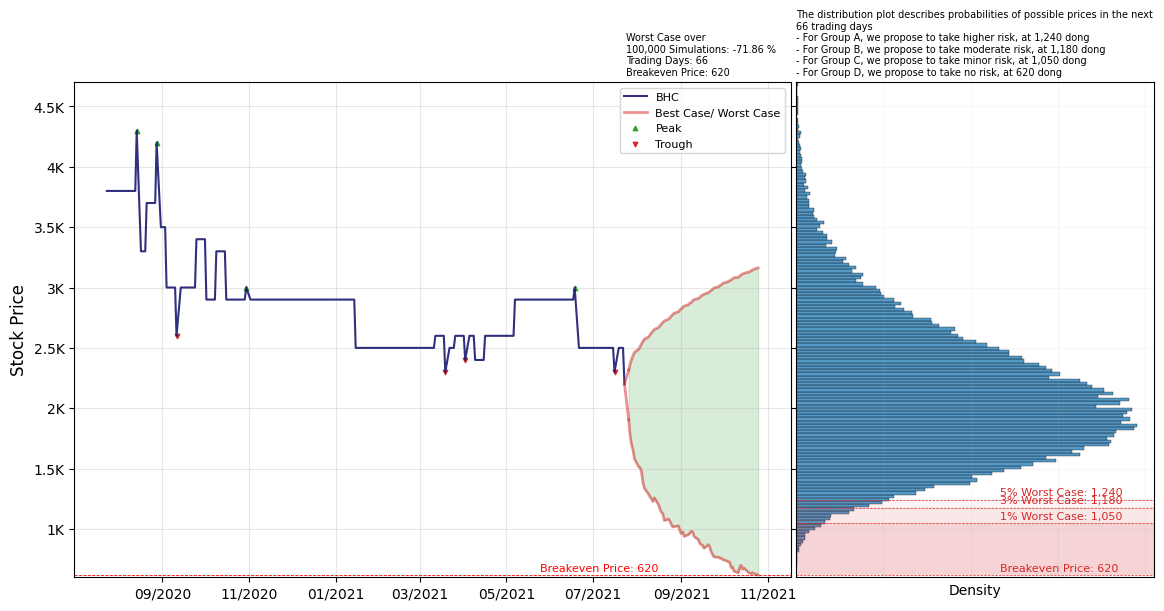 The distribution plot describes probabilities of possible prices in the next
66 trading days
- For Group A, we propose to take higher risk, at 1,240 dong
- For Group B, we propose to take moderate risk, at 1,180 dong
- For Group C, we propose to take minor risk, at 1,050 dong
- For Group D, we propose to take no risk, at 620 dong
Worst Case over
100,000 Simulations: -71.86 %
Trading Days: 66
Breakeven Price: 620
BHC
Best Case/ Worst Case
Peak
Trough
Stock Price
4.5K
4K
3.5K
3K
2.5K
2K
1.5K
1K
Breakeven Price: 620
09/2020
11/2020
01/2021
03/2021
05/2021
07/2021
09/2021
11/2021
5% Worst Case: 1,240
3% Worst Case: 1,180
1% Worst Case: 1,050
Breakeven Price: 620
Density